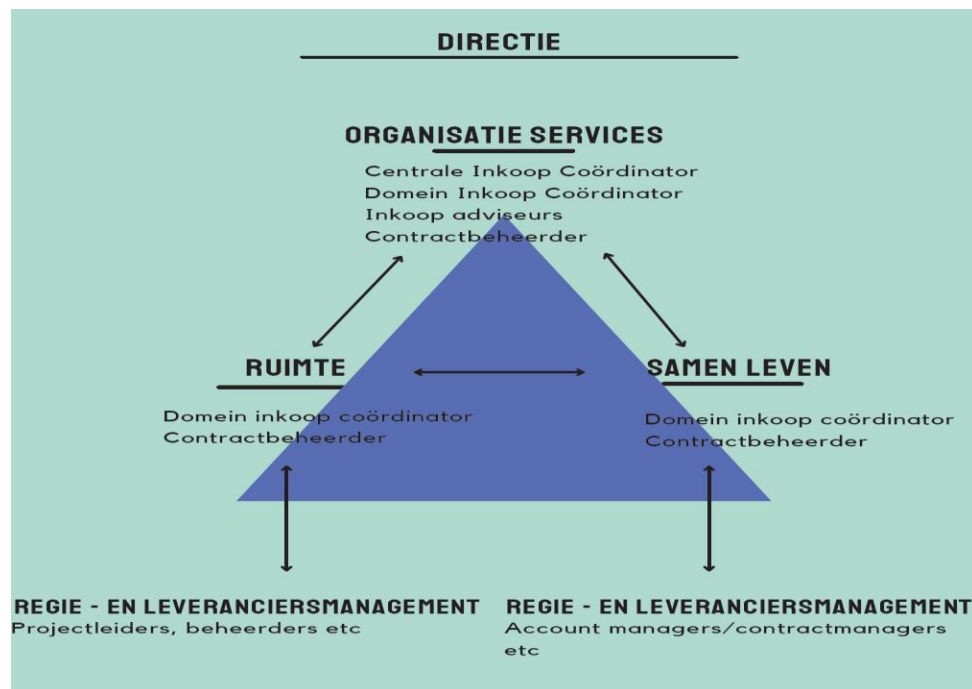 DIRECTIE
ORGANISATIE SERVICES
Centrale Inkoop Coördinator
Domein Inkoop Coördinator
Inkoop adviseurs
Contractbeheerder
RUIMTE
Domein inkoop coördinator
Contractbeheerder
SAMEN LEVEN
Domein inkoop coördinator
Contractbeheerder
REGIE - EN LEVERANCIERSMANAGEMENT
Projectleiders, beheerders etc
REGIE - EN LEVERANCIERSMANAGEMENT
Account managers/contractmanagers
etc